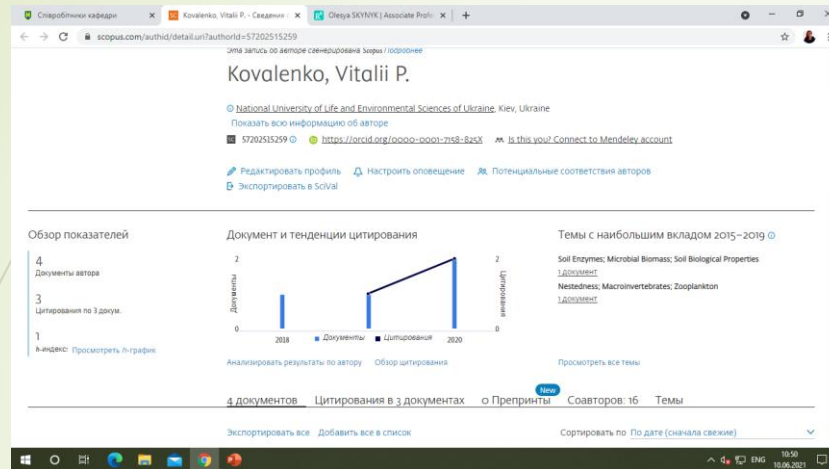 Співробітники кафедри
Kovalenko, Vitalii P. - Сведения
Olesya SKYNYK | Associate Profe
scopus.com/authid/detail.uri?authorId=57202515259
Эта запись об авторе сгенерирована Scopus Подробнее
Kovalenko, Vitalii P.
National University of Life and Environmental Sciences of Ukraine, Kiev, Ukraine
Показать всю информацию об авторе
57202515259 https://orcid.org/0000-0001-7158-825X Is this you? Connect to Mendeley account
Редактировать профиль Настроить оповещение Потенциальные соответствия авторов
Экспортировать в SciVal
Обзор показателей
4
Документы автора
3
Цитирования по 3 докум.
1
h-индекс: Просмотреть h-график
Документ и тенденции цитирования
2
0
Документы
2018
2020
2
0
Цитирования
Документы Цитирования
Анализировать результаты по автору Обзор цитирования
Темы с наибольшим вкладом 2015–2019
Soil Enzymes; Microbial Biomass; Soil Biological Properties
1 документ
Nestedness; Macroinvertebrates; Zooplankton
1 документ
Просмотреть все темы
New
4 документов Цитирования в 3 документах 0 Препринты Соавторов: 16 Темы
Экспортировать все Добавить все в список
Сортировать по По дате (сначала свежие)
ENG
10:50
10.06.2021